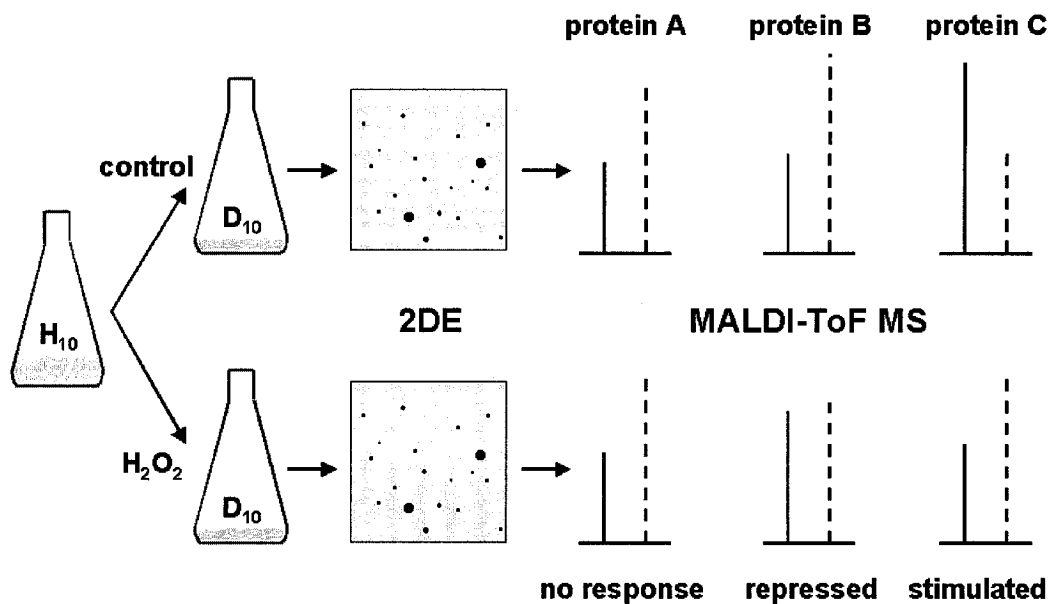 protein A protein B protein C
control
D₁₀
H₁₀
2DE MALDI-ToF MS
H₂O₂
D₁₀
no response repressed stimulated